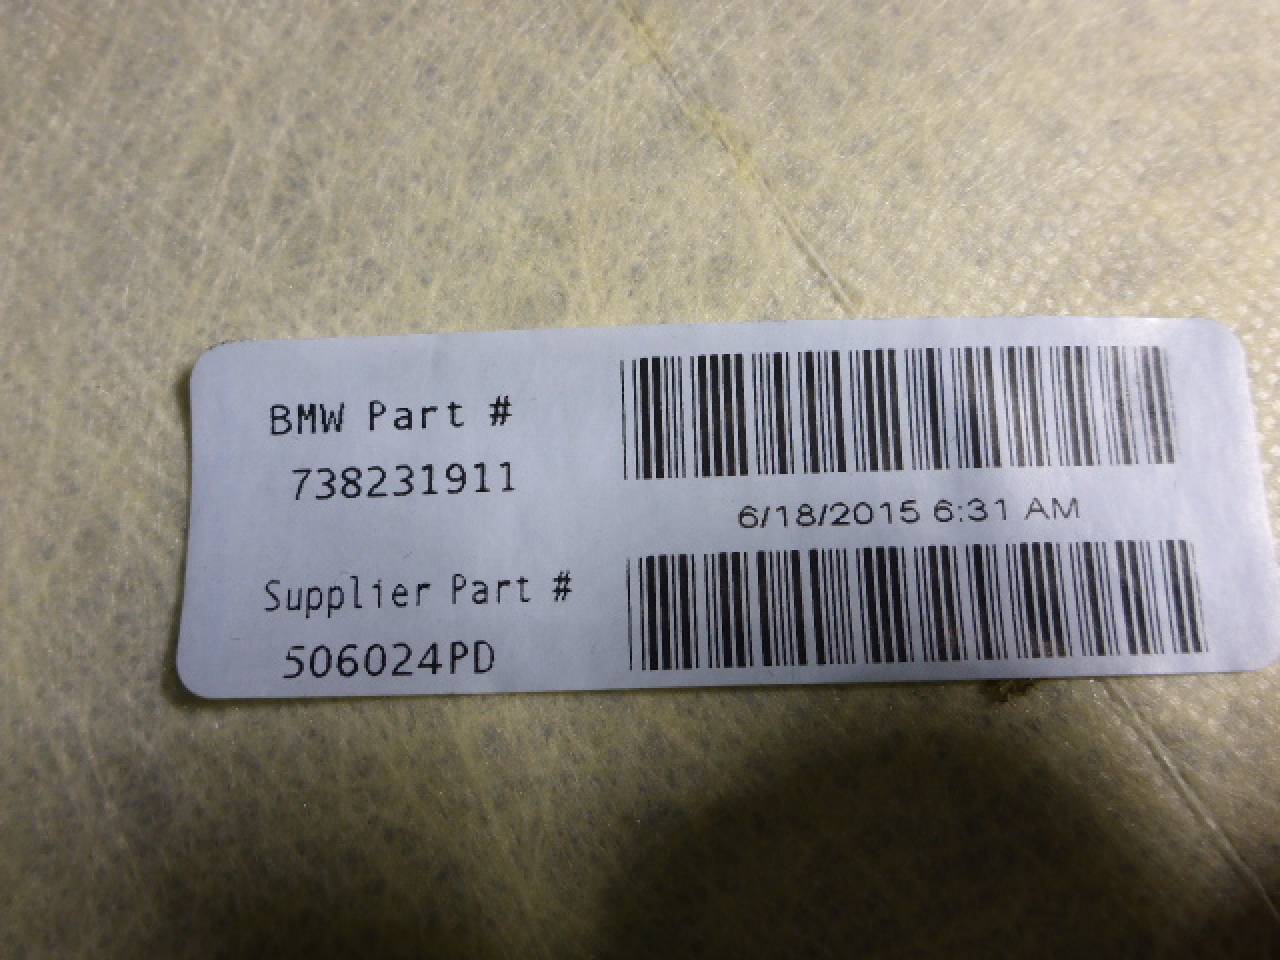 BMW Part #
738231911
6/18/2015 6:31 AM
Supplier Part #
506024PD